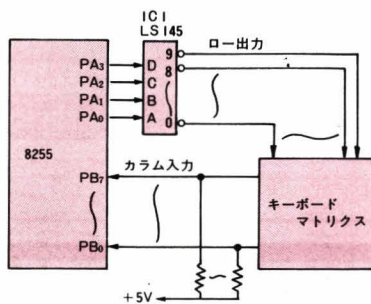 IC1
LS145
PA3
D
9
ロー出力
PA2
C
8
PA1
B
PA0
A
0
8255
カラム入力
PB7
キーボード
マトリクス
PB0
+5V